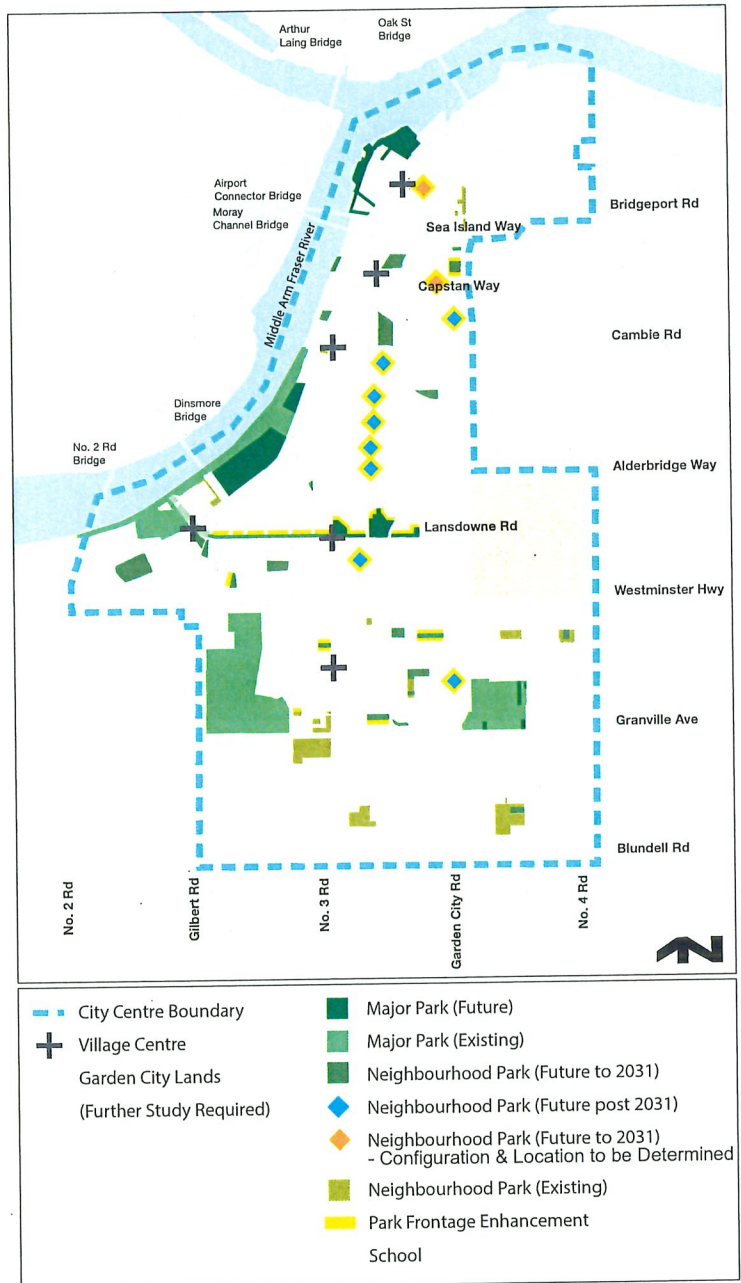 Arthur
Laing Bridge
Oak St
Bridge
Airport
Connector Bridge
Moray
Channel Bridge
Bridgeport Rd
Sea Island Way
Middle Arm Fraser River
Capstan Way
Cambie Rd
Dinsmore
Bridge
No. 2 Rd
Bridge
Alderbridge Way
Lansdowne Rd
Westminster Hwy
Granville Ave
Blundell Rd
No. 2 Rd
Gilbert Rd
No. 3 Rd
Garden City Rd
No. 4 Rd
City Centre Boundary
Village Centre
Garden City Lands
(Further Study Required)
Major Park (Future)
Major Park (Existing)
Neighbourhood Park (Future to 2031)
Neighbourhood Park (Future post 2031)
Neighbourhood Park (Future to 2031)
- Configuration & Location to be Determined
Neighbourhood Park (Existing)
Park Frontage Enhancement
School